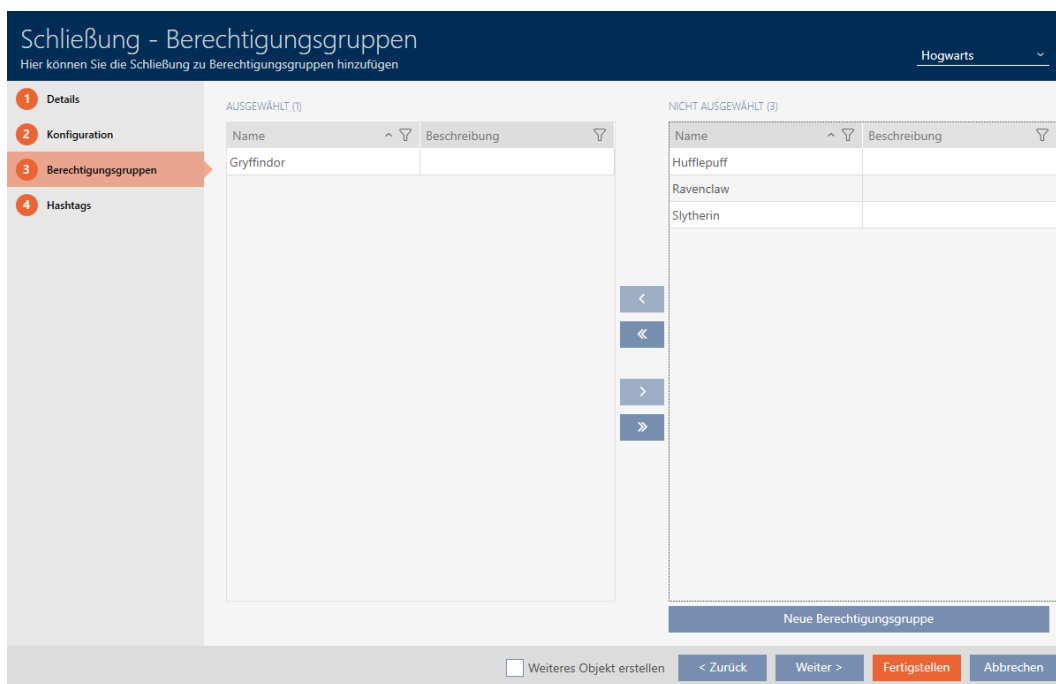 Schließung - Berechtigungsgruppen
Hier können Sie die Schließung zu Berechtigungsgruppen hinzufügen
Hogwarts
1 Details
2 Konfiguration
3 Berechtigungsgruppen
4 Hashtags
AUSGEWÄHLT (1)
Name Beschreibung
Gryffindor
NICHT AUSGEWÄHLT (3)
Name Beschreibung
Hufflepuff
Ravenclaw
Slytherin
Neue Berechtigungsgruppe
Weiteres Objekt erstellen
< Zurück
Weiter >
Fertigstellen
Abbrechen